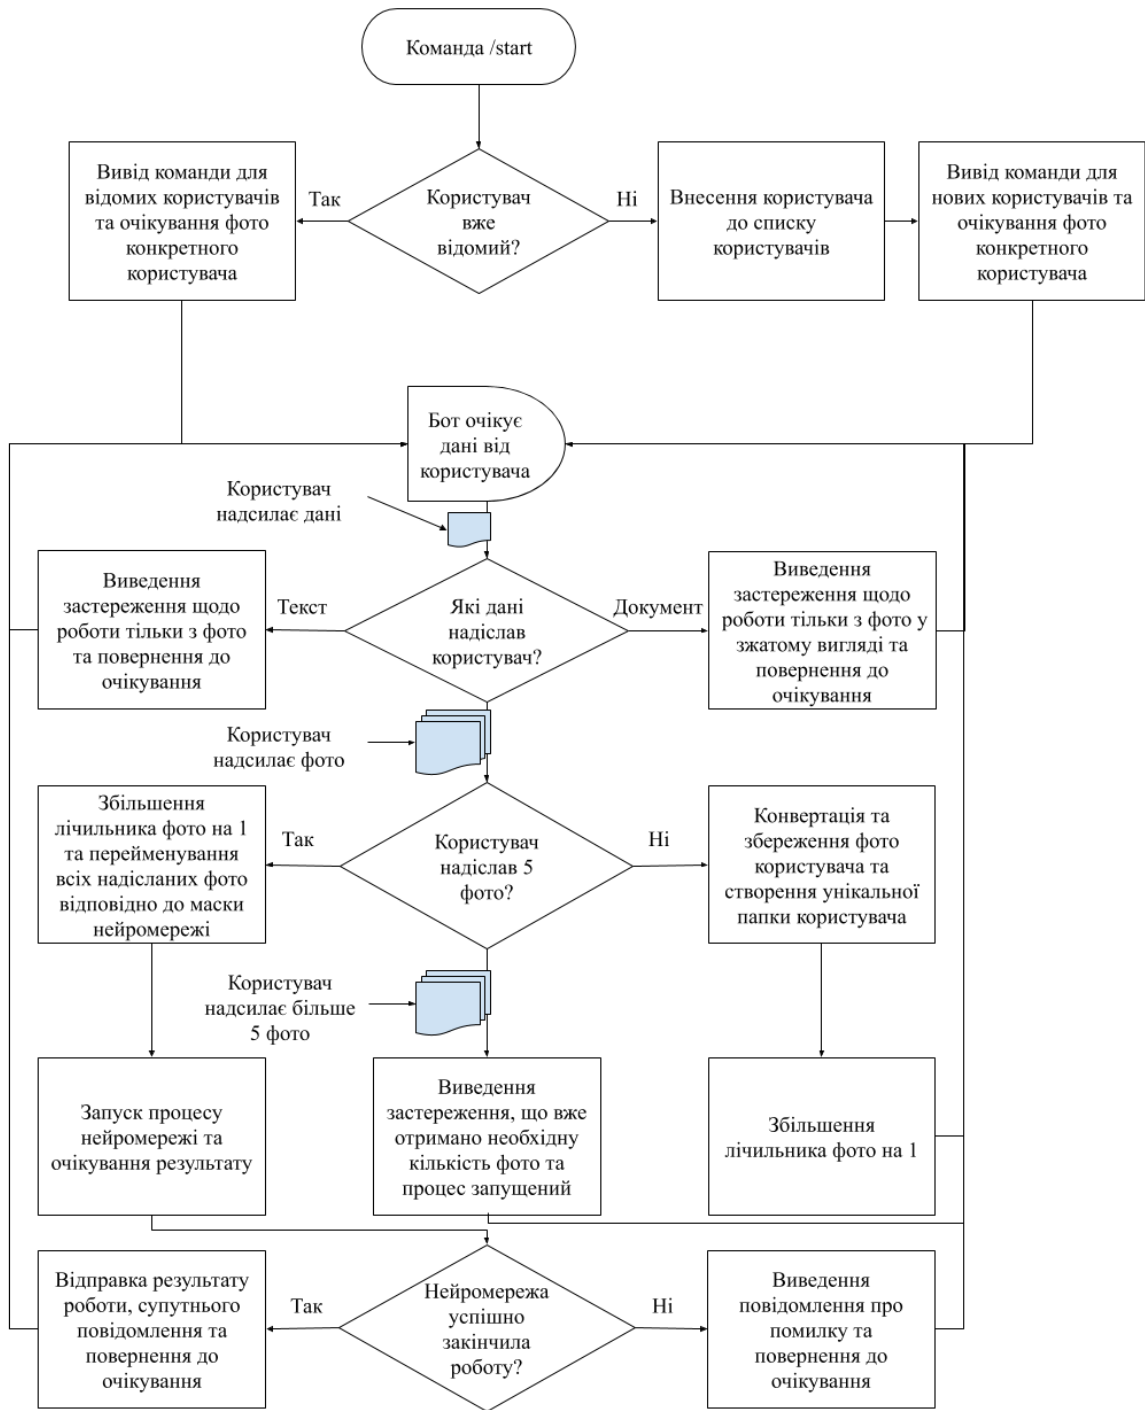 Команда /start
Вивід команди для
відомих користувачів
та очікування фото
конкретного
користувача
Так
Користувач
вже
відомий?
Ні
Внесення користувача
до списку
користувачів
Вивід команди для
нових користувачів та
очікування фото
конкретного
користувача
Бот очікує
дані від
користувача
Користувач
надсилає дані
Виведення
застереження щодо
роботи тільки з фото
та повернення до
очікування
Текст
Які дані
надіслав
користувач?
Документ
Виведення
застереження щодо
роботи тільки з фото у
зжатому вигляді та
повернення до
очікування
Користувач
надсилає фото
Збільшення
лічильника фото на 1
та перейменування
всіх надісланих фото
відповідно до маски
нейромережі
Так
Користувач
надіслав 5
фото?
Ні
Конвертація та
збереження фото
користувача та
створення унікальної
папки користувача
Користувач
надсилає більше
5 фото
Запуск процесу
нейромережі та
очікування результату
Виведення
застереження, що вже
отримано необхідну
кількість фото та
процес запущений
Збільшення
лічильника фото на 1
Відправка результату
роботи, супутнього
повідомлення та
повернення до
очікування
Так
Нейромережа
успішно
закінчила
роботу?
Ні
Виведення
повідомлення про
помилку та
повернення до
очікування